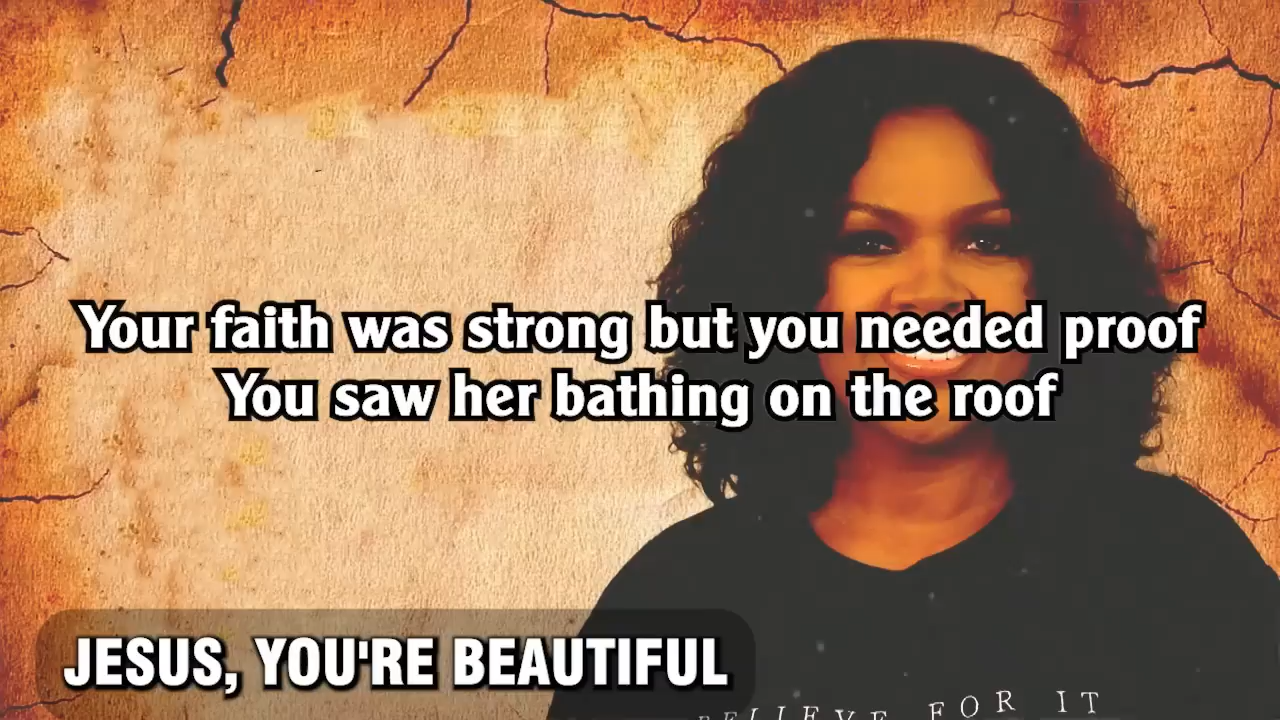 Your faith was strong but you needed proof
You saw her bathing on the roof
JESUS, YOU'RE BEAUTIFUL
BELIEVE FOR IT